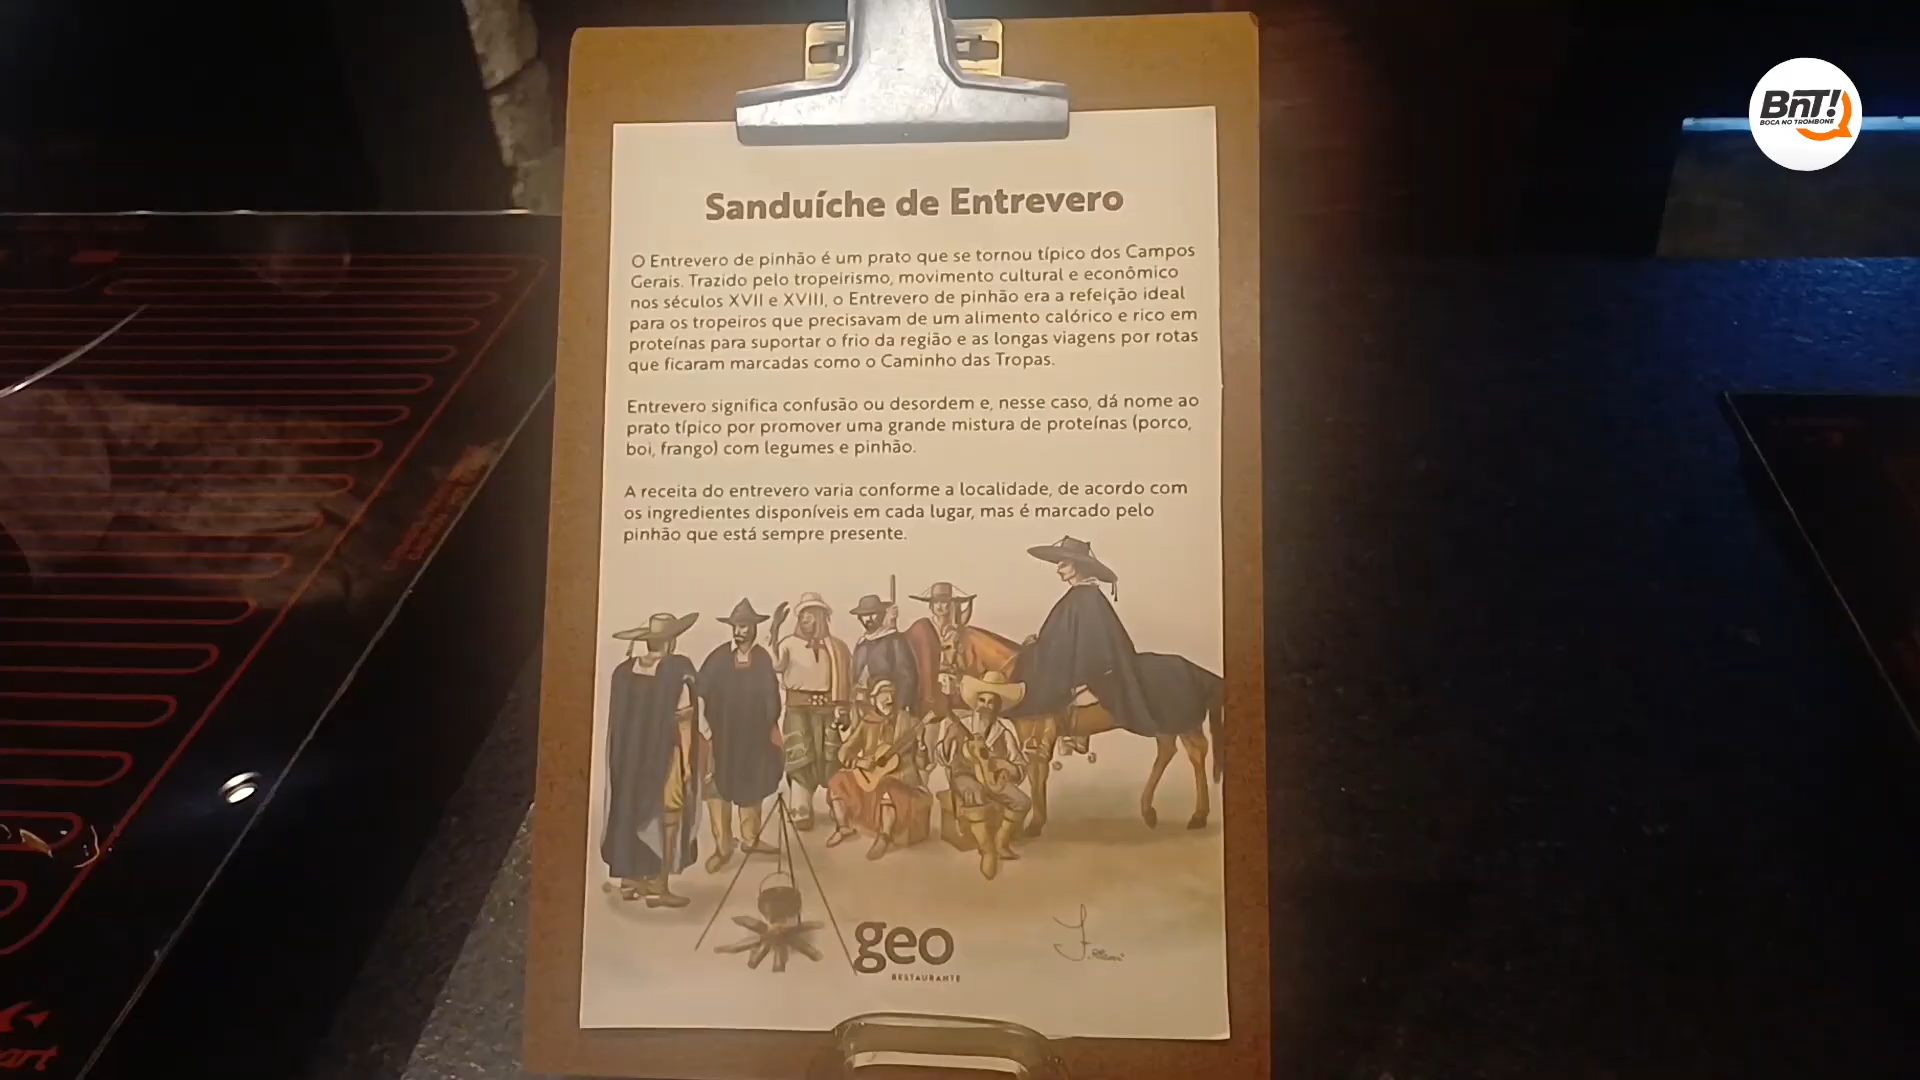 BnT!
BOCA NO TROMBONE
Sanduíche de Entrevero
O Entrevero de pinhão é um prato que se tornou típico dos Campos
Gerais. Trazido pelo tropeirismo, movimento cultural e econômico
nos séculos XVII e XVIII, o Entrevero de pinhão era a refeição ideal
para os tropeiros que precisavam de um alimento calórico e rico em
proteínas para suportar o frio da região e as longas viagens por rotas
que ficaram marcadas como o Caminho das Tropas.
Entrevero significa confusão ou desordem e, nesse caso, dá nome ao
prato típico por promover uma grande mistura de proteínas (porco,
boi, frango) com legumes e pinhão.
A receita do entrevero varia conforme a localidade, de acordo com
os ingredientes disponíveis em cada lugar, mas é marcado pelo
pinhão que está sempre presente.
geo
RESTAURANTE